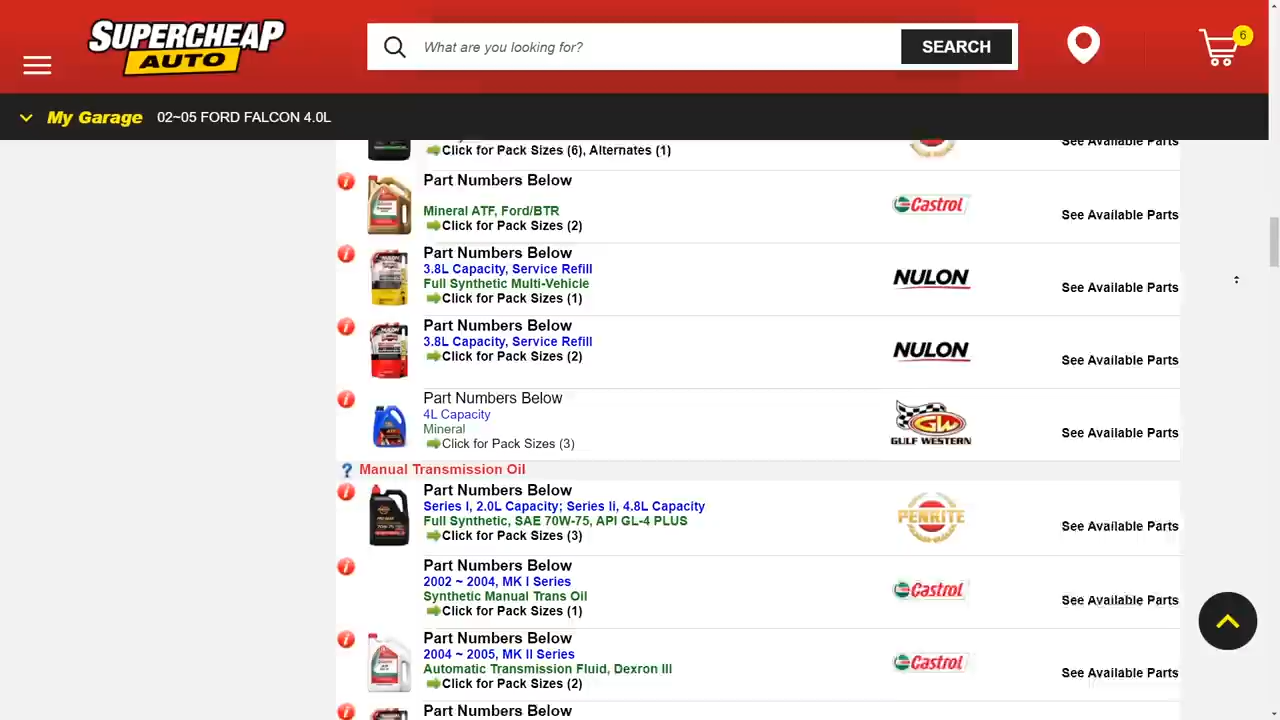 SUPERCHEAP
AUTO
What are you looking for?
SEARCH
6
My Garage
02~05 FORD FALCON 4.0L
Click for Pack Sizes (6), Alternates (1)
See Available Parts
Part Numbers Below
Mineral ATF, Ford/BTR
Click for Pack Sizes (2)
Castrol
See Available Parts
Part Numbers Below
3.8L Capacity, Service Refill
Full Synthetic Multi-Vehicle
Click for Pack Sizes (1)
NULON
See Available Parts
Part Numbers Below
3.8L Capacity, Service Refill
Click for Pack Sizes (2)
NULON
See Available Parts
Part Numbers Below
4L Capacity
Mineral
Click for Pack Sizes (3)
GW
GULF WESTERN
See Available Parts
? Manual Transmission Oil
Part Numbers Below
Series I, 2.0L Capacity; Series Ii, 4.8L Capacity
Full Synthetic, SAE 70W-75, API GL-4 PLUS
Click for Pack Sizes (3)
PENRITE
See Available Parts
Part Numbers Below
2002 ~ 2004, MK I Series
Synthetic Manual Trans Oil
Click for Pack Sizes (1)
Castrol
See Available Parts
Part Numbers Below
2004 ~ 2005, MK II Series
Automatic Transmission Fluid, Dexron III
Click for Pack Sizes (2)
Castrol
See Available Parts
Part Numbers Below